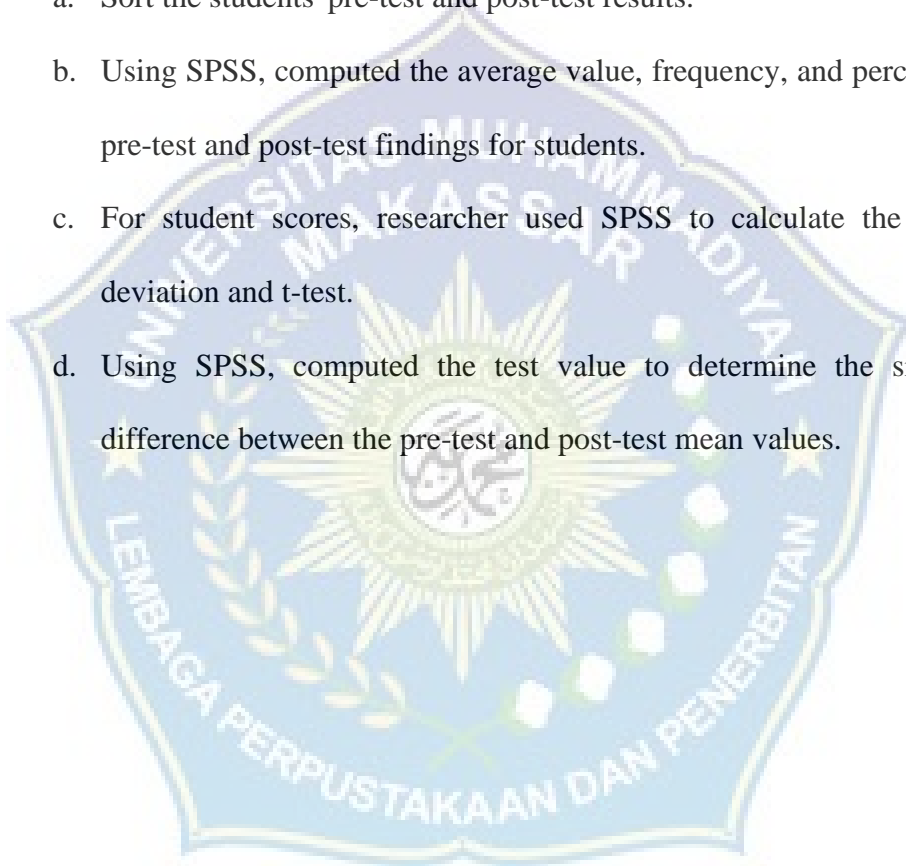 a. Sort the students' pre-test and post-test results.
b. Using SPSS, computed the average value, frequency, and perc
pre-test and post-test findings for students.
c. For student scores, researcher used SPSS to calculate the
deviation and t-test.
d. Using SPSS, computed the test value to determine the
difference between the pre-test and post-test mean values.
UNIVERSITAS MUHAMMADIYAH
MAKASSAR
LEMBAGA PERPUSTAKAAN DAN PENERBITAN